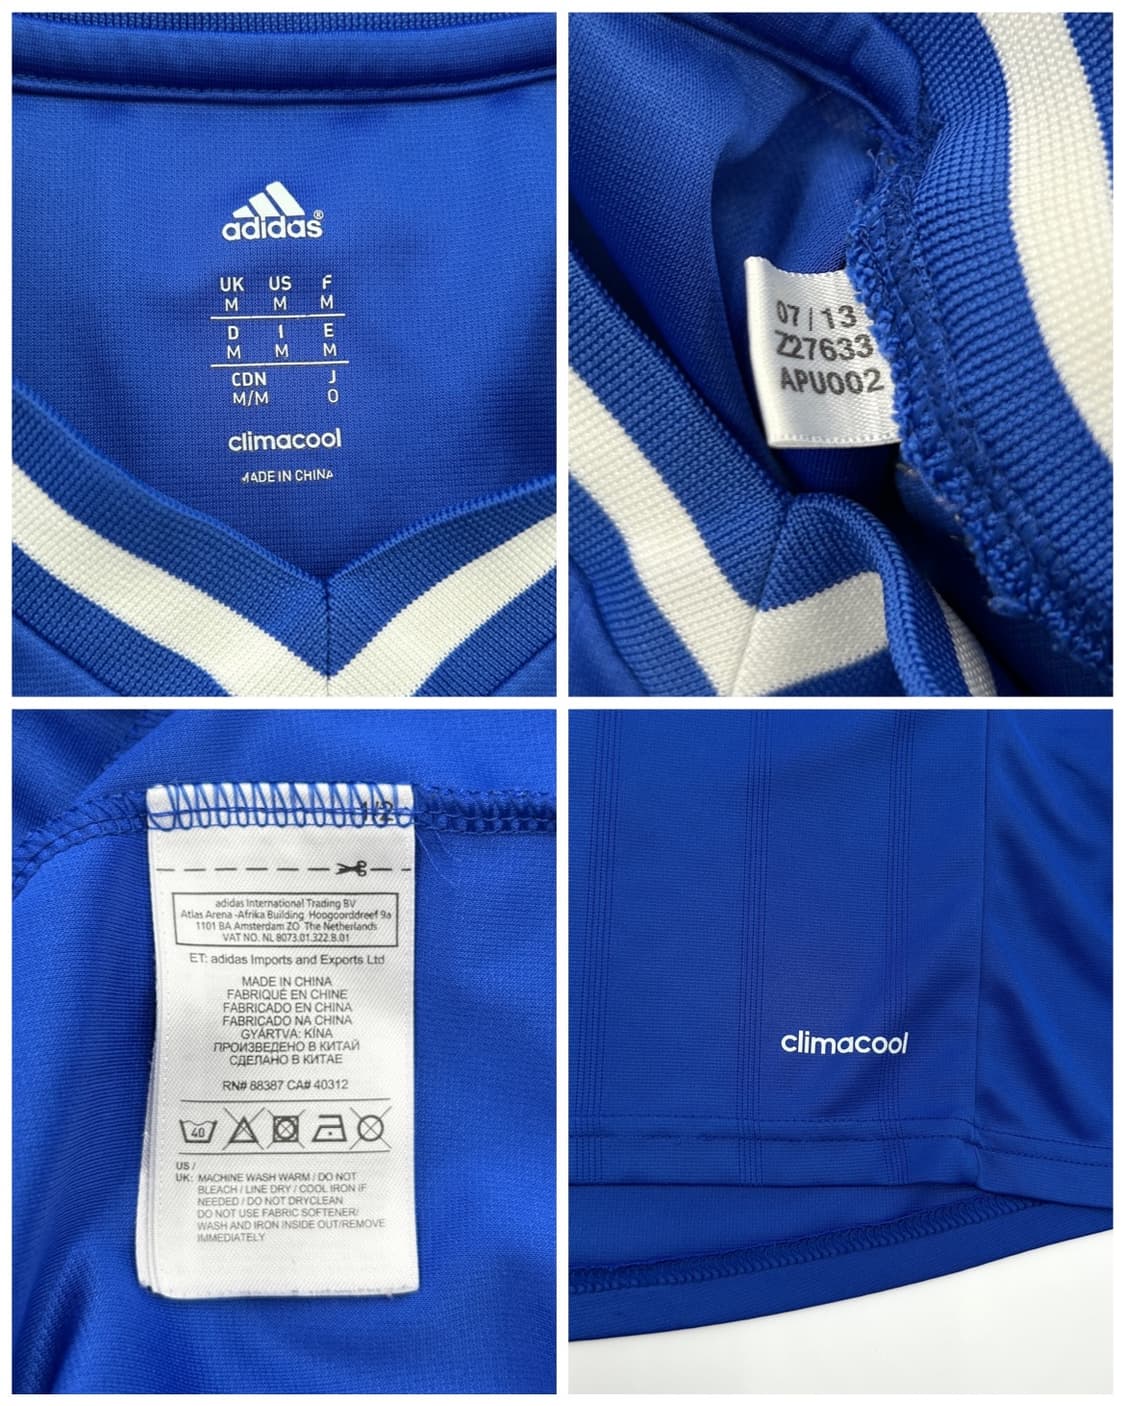 adidas®
UK US F
M M M
D I E
M M M
CDN J
M/M O
climacool
MADE IN CHINA
07/13
Z27633
APU002
1/2
adidas International Trading BV
Atlas Arena -Afrika Building Hoogoorddreef 9a
1101 BA Amsterdam ZO The Netherlands
VAT NO. NL 8073.01.322.B.01
ET: adidas Imports and Exports Ltd
MADE IN CHINA
FABRIQUÉ EN CHINE
FABRICADO EN CHINA
FABRICADO NA CHINA
GYÁRTVA: KÍNA
ПРОИЗВЕДЕНО В КИТАЙ
СДЕЛАНО В КИТАЕ
RN# 88387 CA# 40312
40
US /
UK: MACHINE WASH WARM / DO NOT
BLEACH / LINE DRY / COOL IRON IF
NEEDED / DO NOT DRYCLEAN
DO NOT USE FABRIC SOFTENER/
WASH AND IRON INSIDE OUT/REMOVE
IMMEDIATELY
climacool